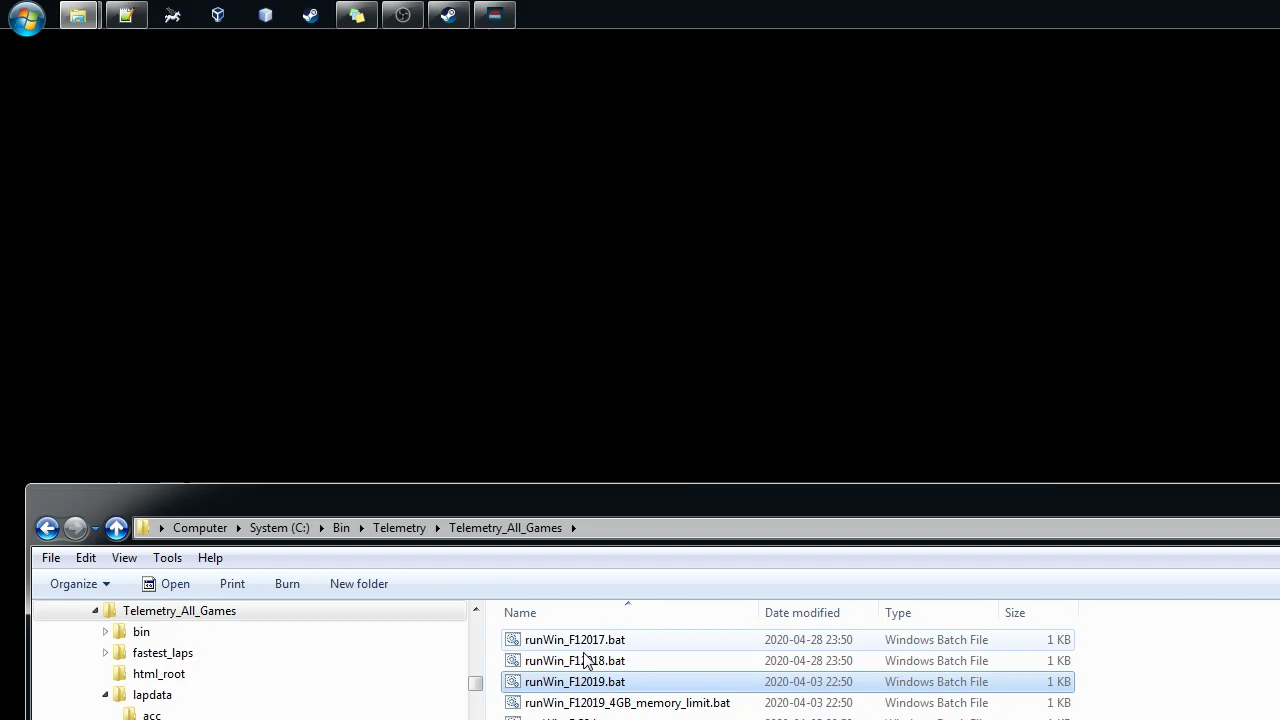 Computer System (C:) Bin Telemetry Telemetry_All_Games
File Edit View Tools Help
Organize Open Print Burn New folder
Telemetry_All_Games
bin
fastest_laps
html_root
lapdata
acc
Name Date modified Type Size
runWin_F12017.bat 2020-04-28 23:50 Windows Batch File 1 KB
runWin_F12018.bat 2020-04-28 23:50 Windows Batch File 1 KB
runWin_F12019.bat 2020-04-03 22:50 Windows Batch File 1 KB
runWin_F12019_4GB_memory_limit.bat 2020-04-03 22:50 Windows Batch File 1 KB